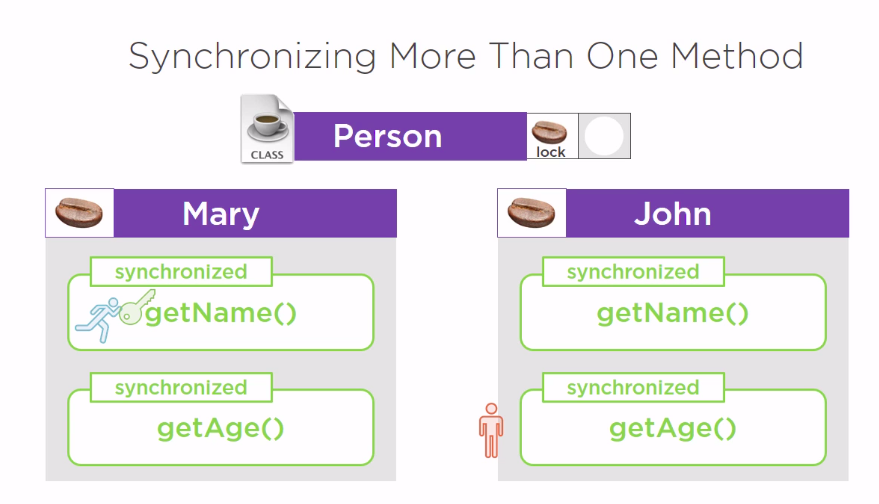 Synchronizing More Than One Method
CLASS
Person
lock
Mary
synchronized
getName()
synchronized
getAge()
John
synchronized
getName()
synchronized
getAge()